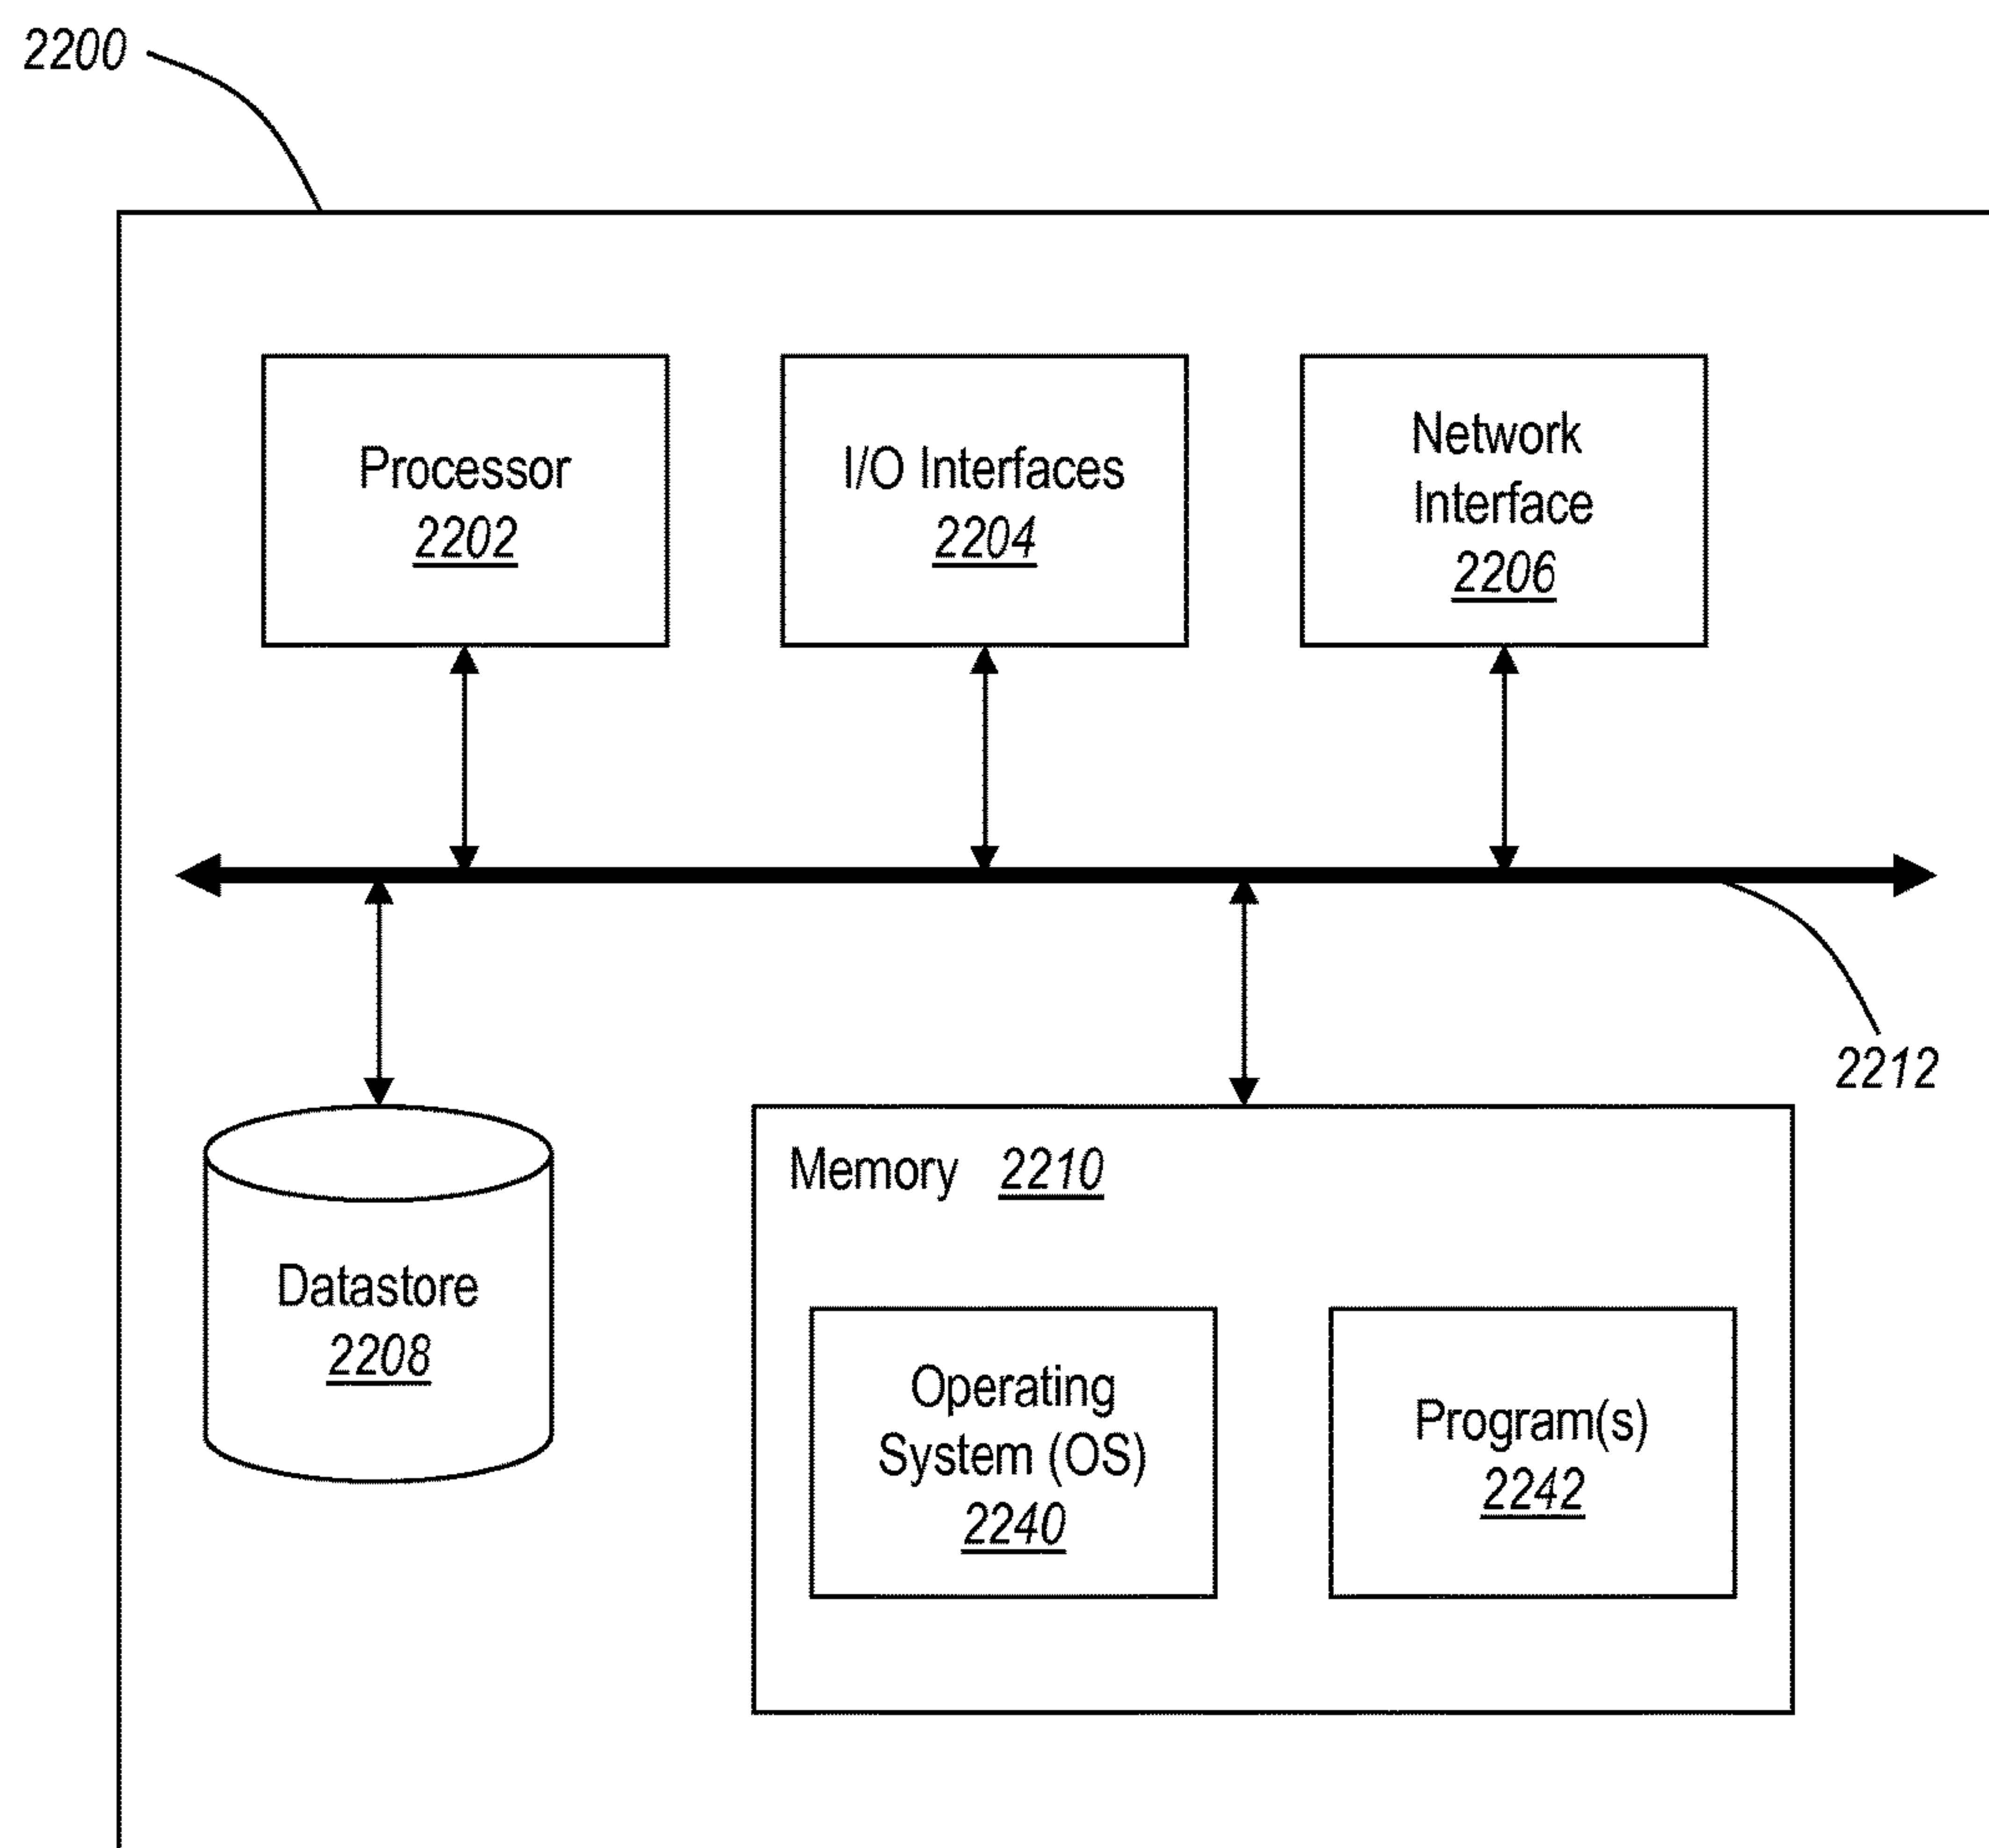 2200
Processor
2202
I/O Interfaces
2204
Network
Interface
2206
2212
Datastore
2208
Memory 2210
Operating
System (OS)
2240
Program(s)
2242